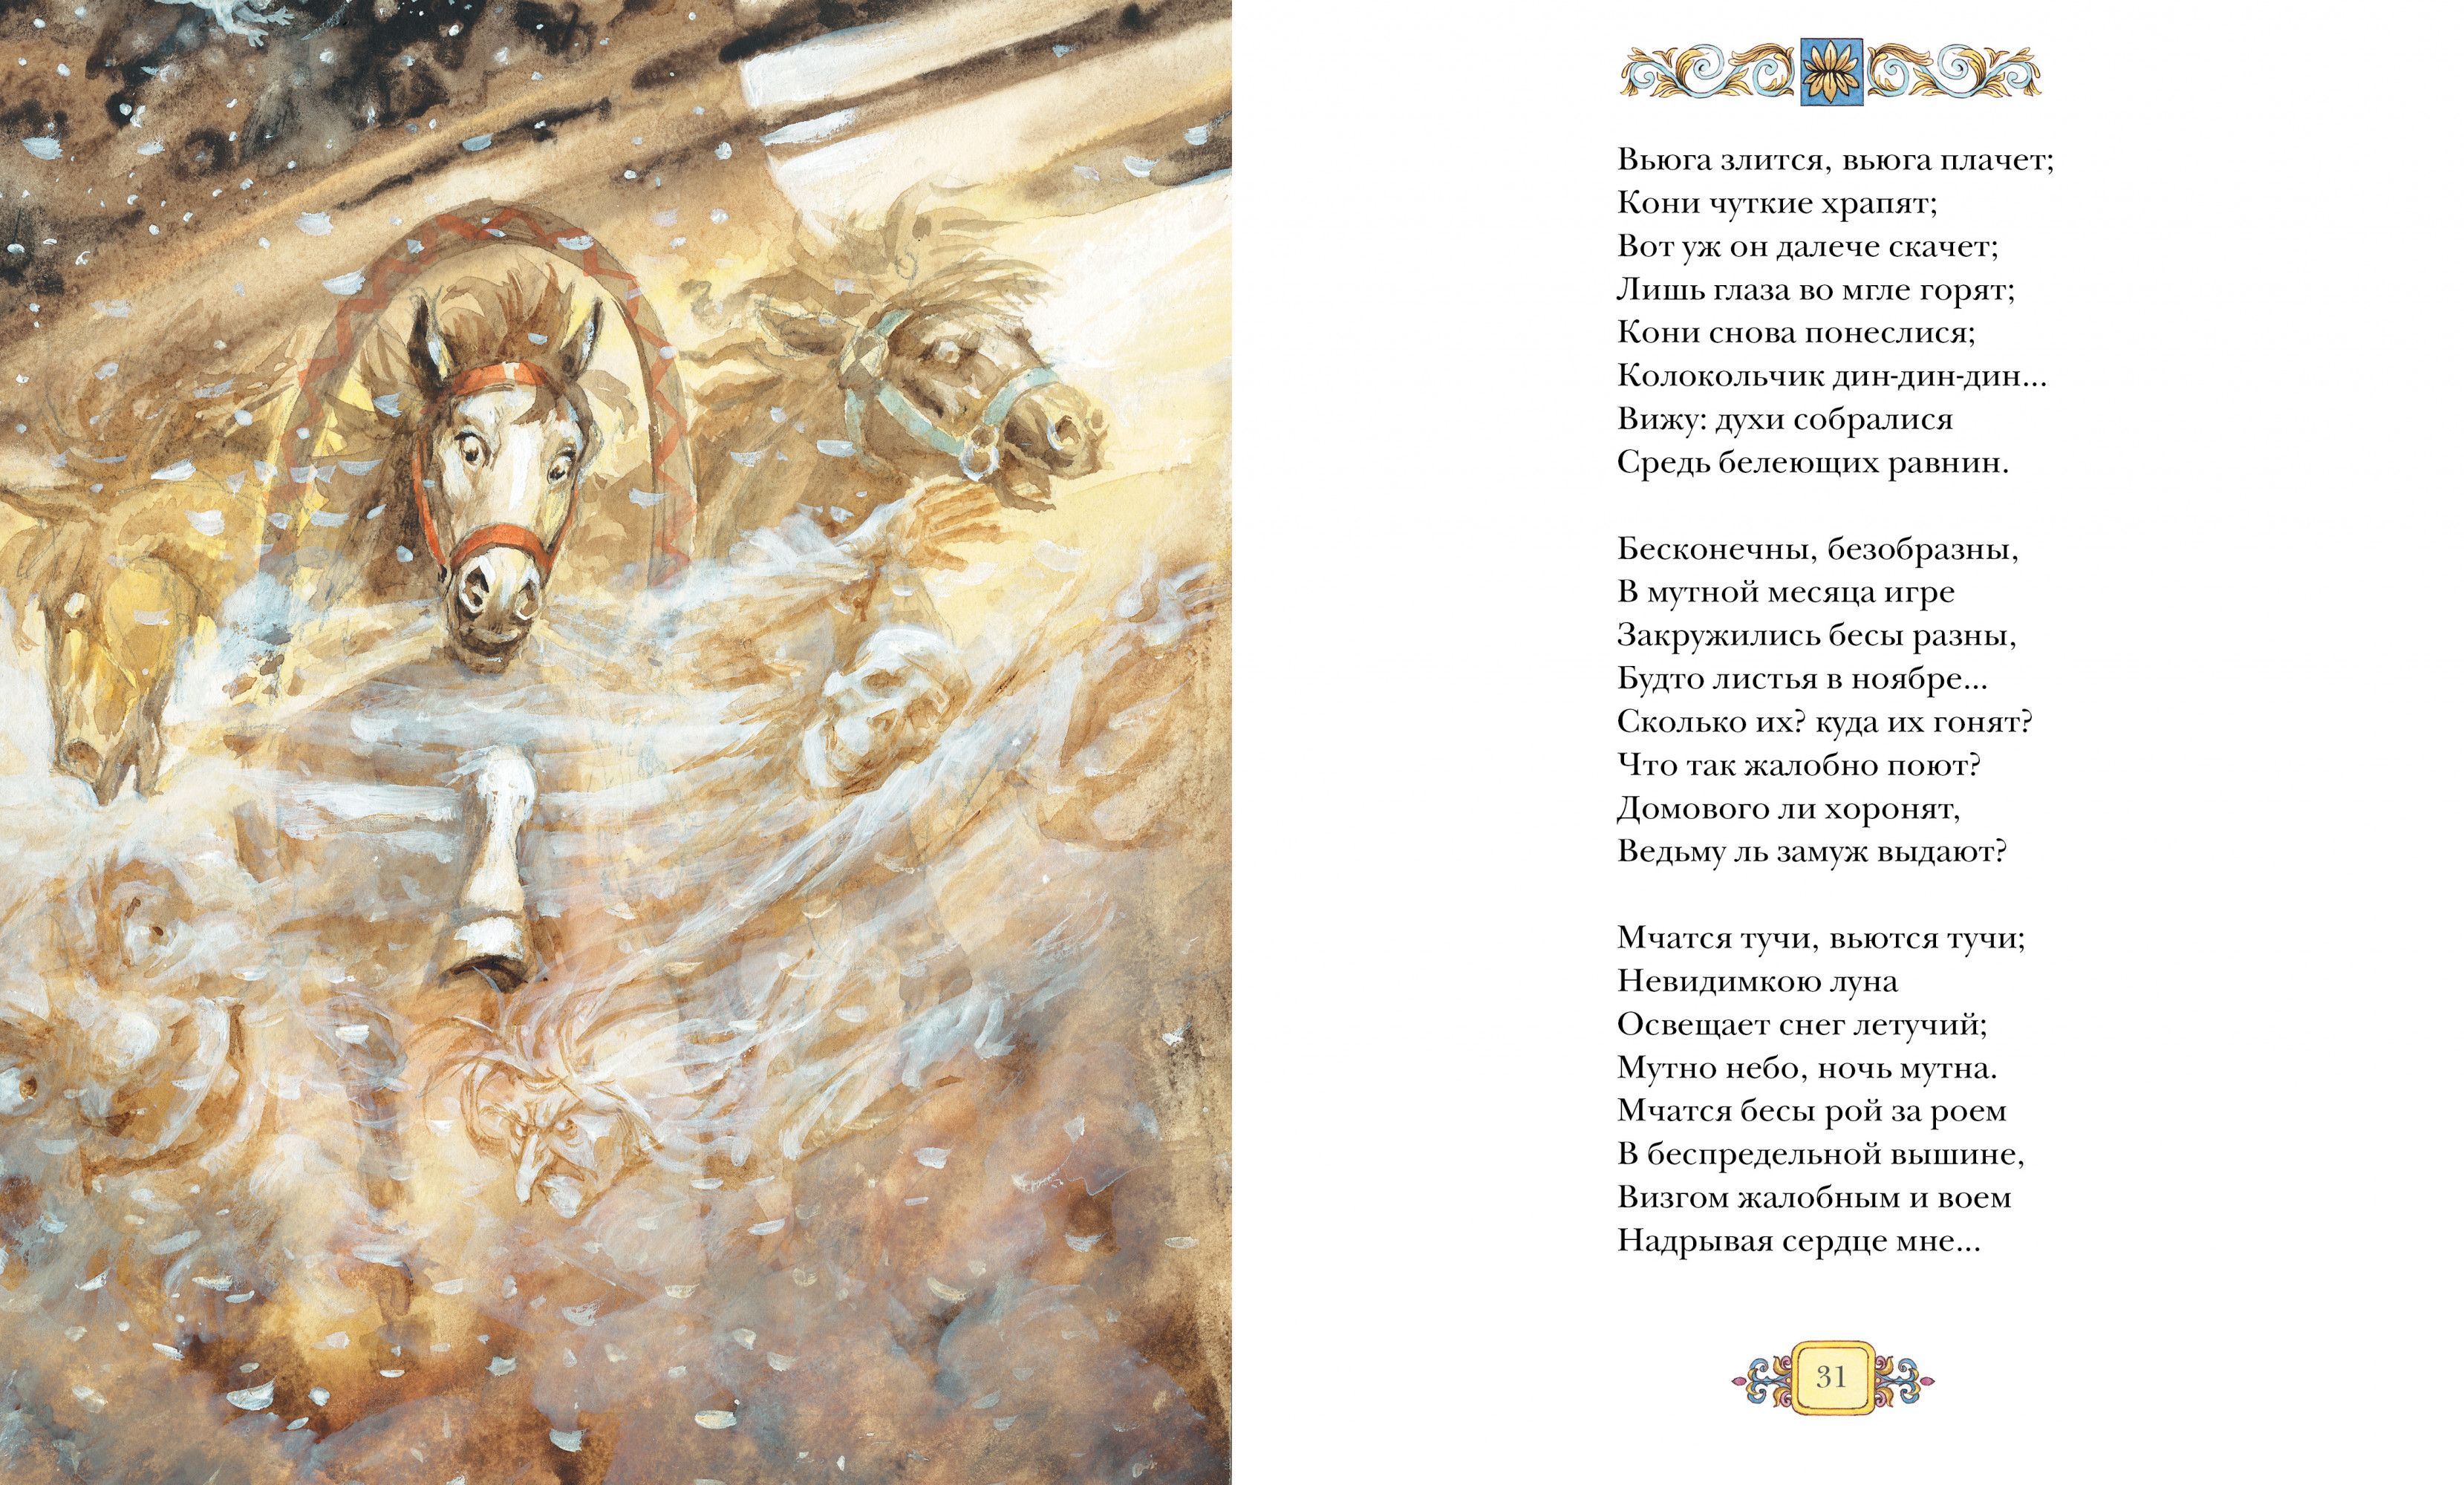 Вьюга злится, вьюга плачет;
Кони чуткие храпят;
Вот уж он далече скачет;
Лишь глаза во мгле горят;
Кони снова понеслися;
Колокольчик дин-дин-дин...
Вижу: духи собралися
Средь белеющих равнин.

Бесконечны, безобразны,
В мутной месяца игре
Закружились бесы разны,
Будто листья в ноябре...
Сколько их? куда их гонят?
Что так жалобно поют?
Домового ли хоронят,
Ведьму ль замуж выдают?

Мчатся тучи, вьются тучи;
Невидимкою луна
Освещает снег летучий;
Мутно небо, ночь мутна.
Мчатся бесы рой за роем
В беспредельной вышине,
Визгом жалобным и воем
Надрывая сердце мне...

31